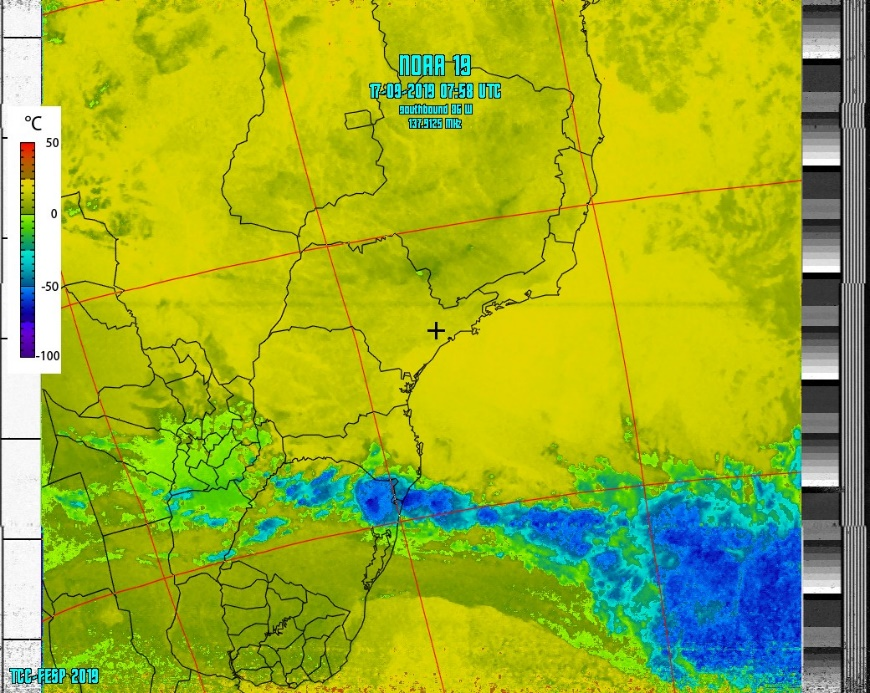 NOAA 19
17-09-2019 07:58 UTC
southbound 86 W
137.9125 MHz
°C
50
0
-50
-100
TCC-FESP 2019